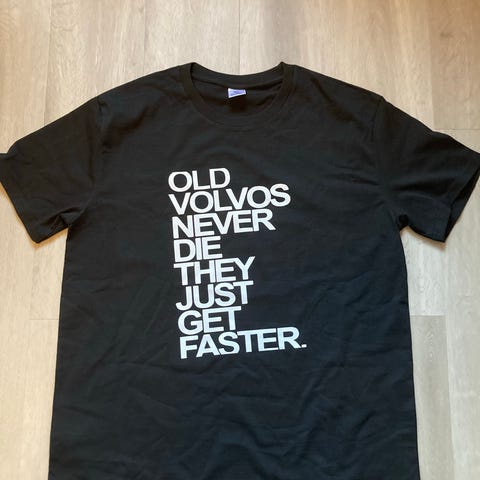 OLD
VOLVOS
NEVER
DIE
THEY
JUST
GET
FASTER.